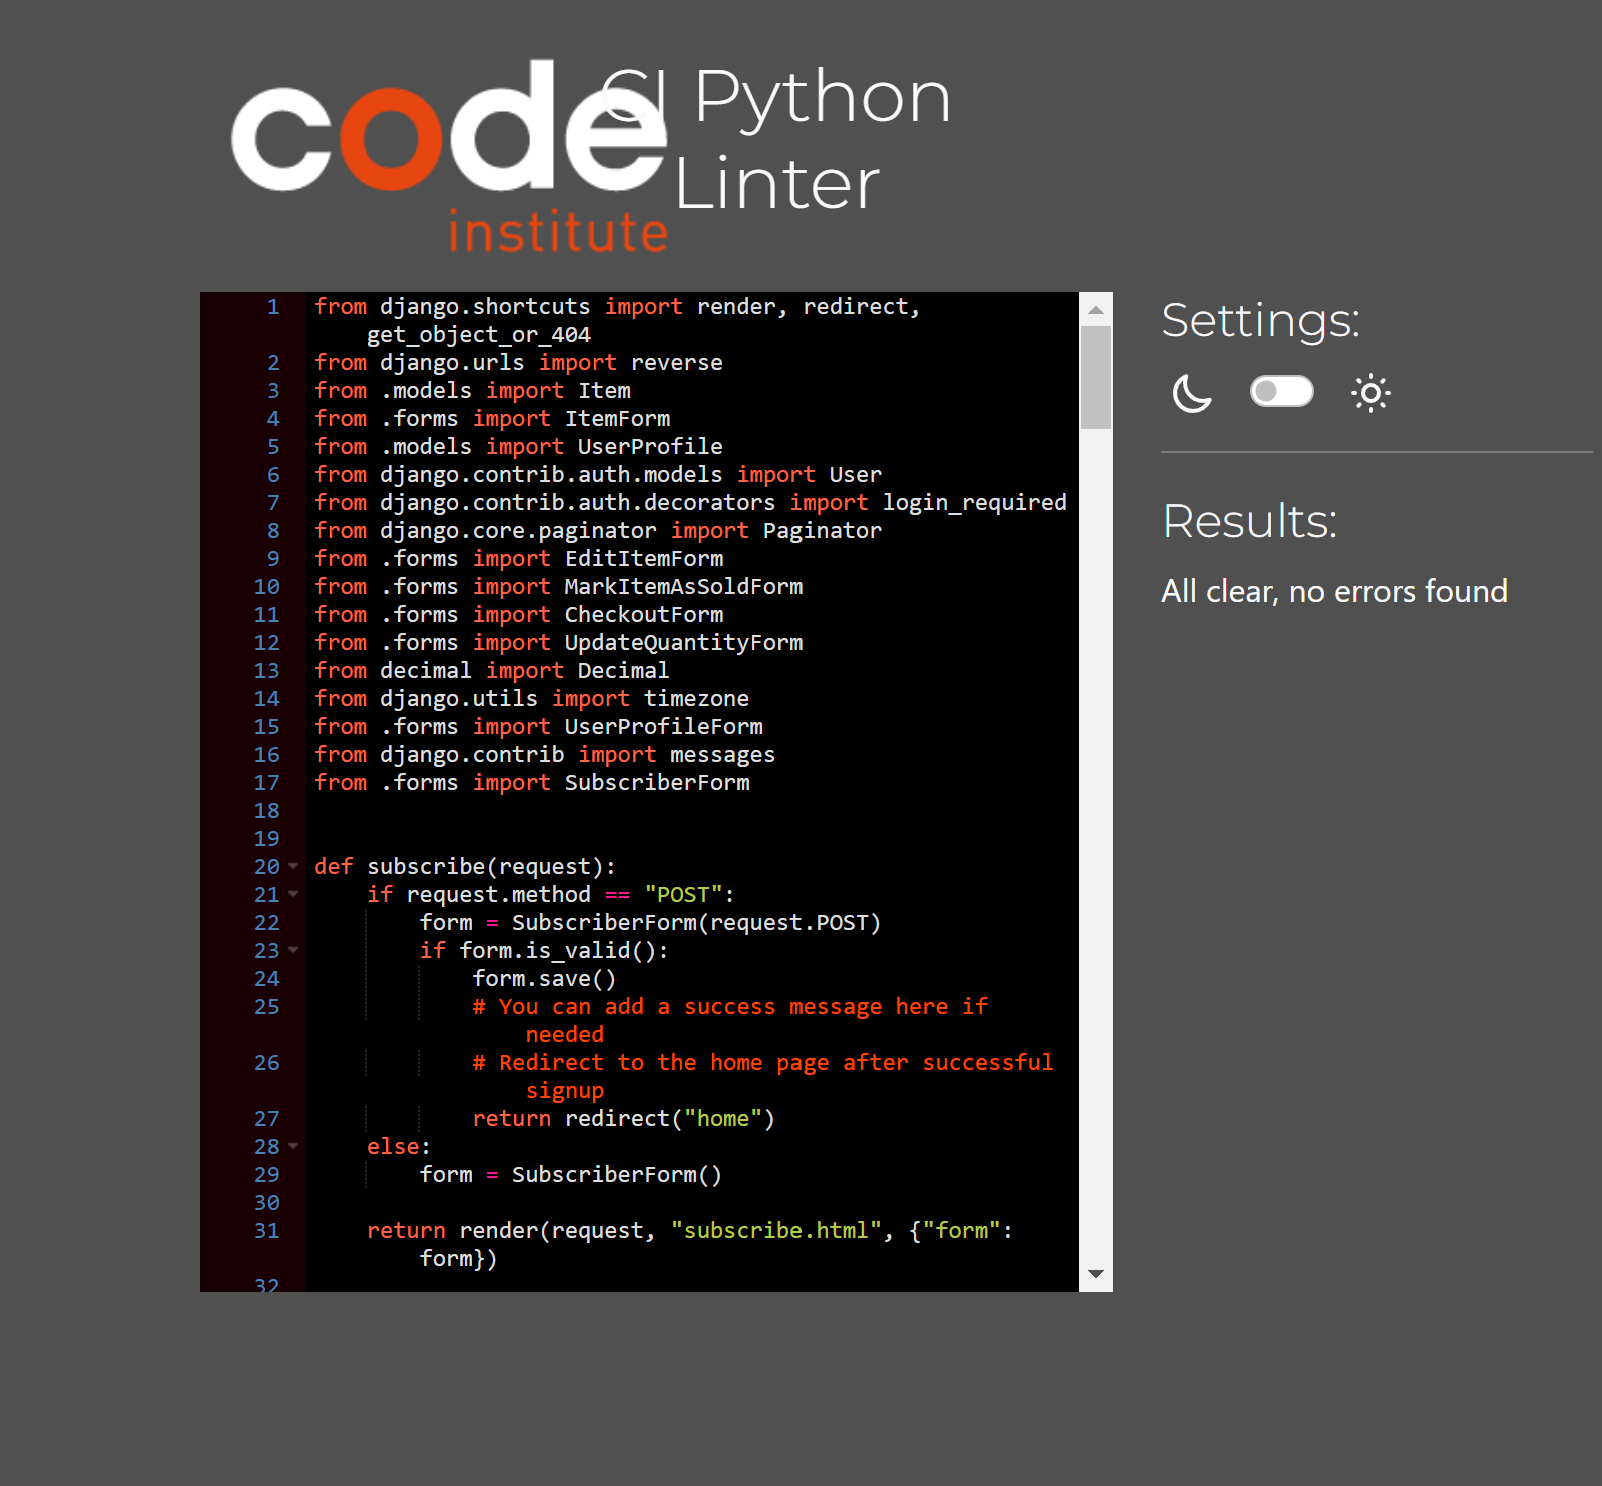 code
institute
CI Python
Linter
1 from django.shortcuts import render, redirect,
get_object_or_404
2 from django.urls import reverse
3 from .models import Item
4 from .forms import ItemForm
5 from .models import UserProfile
6 from django.contrib.auth.models import User
7 from django.contrib.auth.decorators import login_required
8 from django.core.paginator import Paginator
9 from .forms import EditItemForm
10 from .forms import MarkItemAsSoldForm
11 from .forms import CheckoutForm
12 from .forms import UpdateQuantityForm
13 from decimal import Decimal
14 from django.utils import timezone
15 from .forms import UserProfileForm
16 from django.contrib import messages
17 from .forms import SubscriberForm
18
19
20 def subscribe(request):
21 if request.method == "POST":
22 form = SubscriberForm(request.POST)
23 if form.is_valid():
24 form.save()
25 # You can add a success message here if
needed
26 # Redirect to the home page after successful
signup
27 return redirect("home")
28 else:
29 form = SubscriberForm()
30
31 return render(request, "subscribe.html", {"form":
form})
32
Settings:
Results:
All clear, no errors found